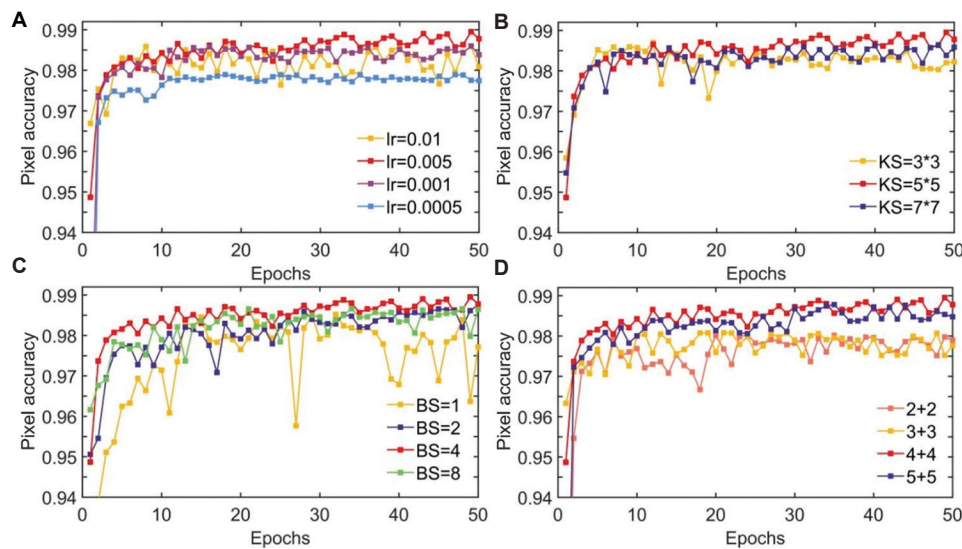 A
0.99
0.98
0.97
0.96
0.95
0.94
Pixel accuracy
lr=0.01
lr=0.005
lr=0.001
lr=0.0005
0 10 20 30 40 50
Epochs
B
0.99
0.98
0.97
0.96
0.95
0.94
Pixel accuracy
KS=3*3
KS=5*5
KS=7*7
0 10 20 30 40 50
Epochs
C
0.99
0.98
0.97
0.96
0.95
0.94
Pixel accuracy
BS=1
BS=2
BS=4
BS=8
0 10 20 30 40 50
Epochs
D
0.99
0.98
0.97
0.96
0.95
0.94
Pixel accuracy
2+2
3+3
4+4
5+5
0 10 20 30 40 50
Epochs